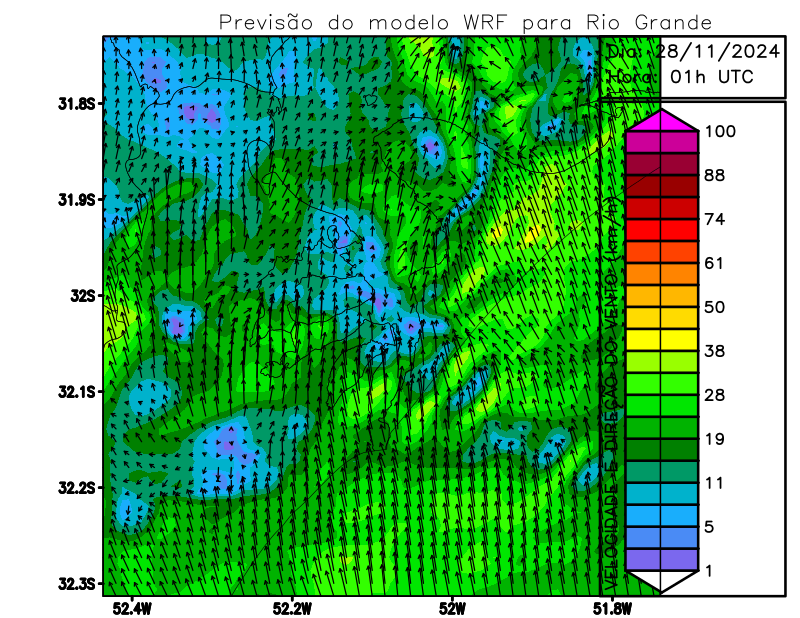 Previsão do modelo WRF para Rio Grande
Dia: 28/11/2024
Hora: 01h UTC
31.8S
31.9S
32S
32.1S
32.2S
32.3S
52.4W
52.2W
52W
51.8W
VELOCIDADE E DIREÇÃO DO VENTO (km/h)
100
88
74
61
50
38
28
19
11
5
1